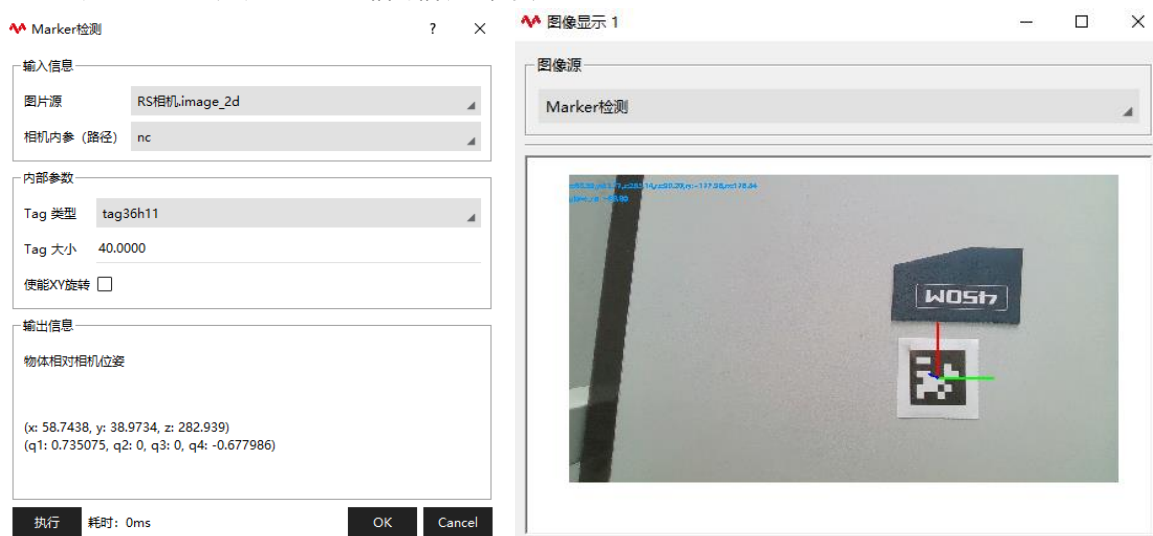 Marker检测
?
×
输入信息
图片源
RS相机.image_2d
相机内参（路径）
nc
内部参数
Tag 类型
tag36h11
Tag 大小
40.0000
使能XY旋转
输出信息
物体相对相机位姿
(x: 58.7438, y: 38.9734, z: 282.939)
(q1: 0.735075, q2: 0, q3: 0, q4: -0.677986)
执行
耗时：0ms
OK
Cancel
图像显示 1
图像源
Marker检测